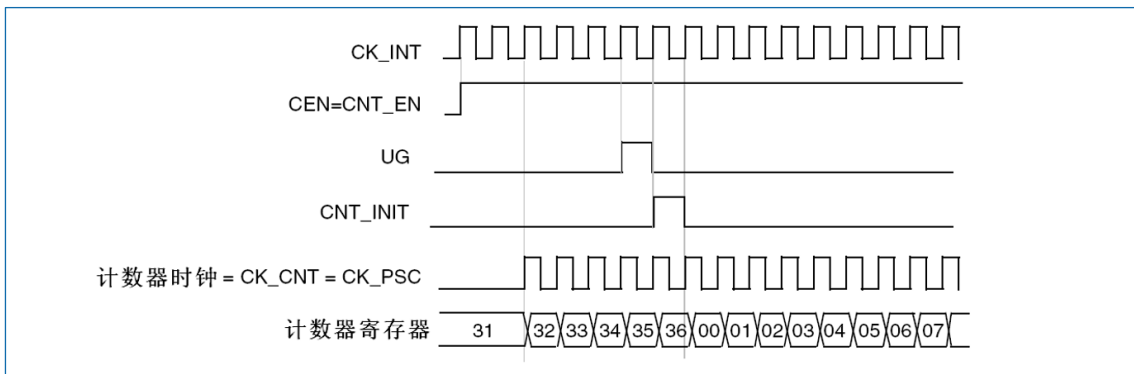 CK_INT
CEN=CNT_EN
UG
CNT_INIT
计数器时钟 = CK_CNT = CK_PSC
计数器寄存器 31 32 33 34 35 36 00 01 02 03 04 05 06 07